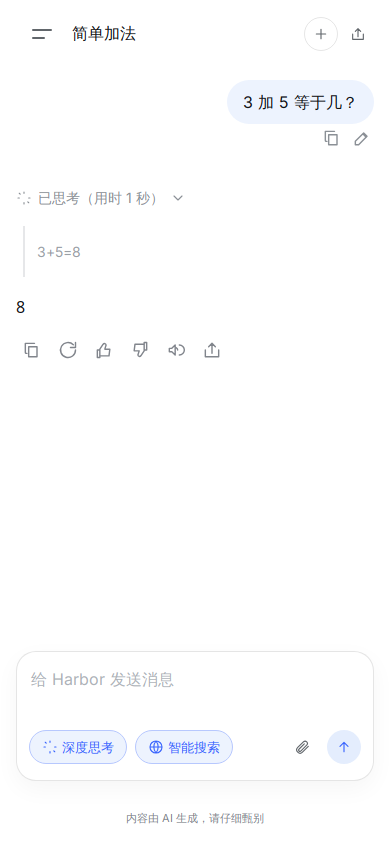 简单加法
3 加 5 等于几？
已思考（用时 1 秒）
3+5=8
8
给 Harbor 发送消息
深度思考
智能搜索
内容由 AI 生成，请仔细甄别